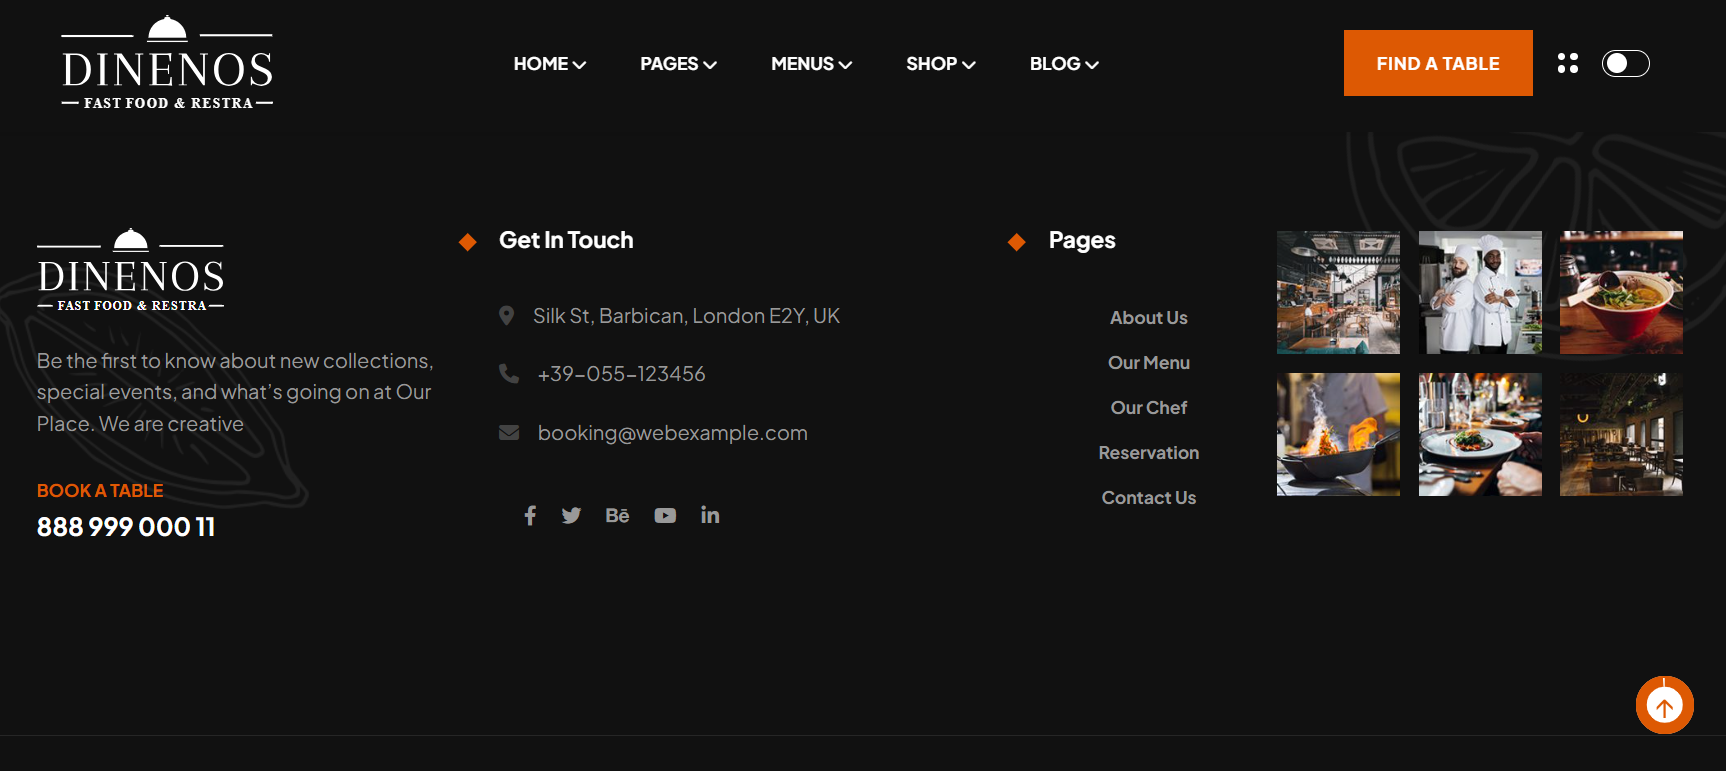 DINENOS
FAST FOOD & RESTRA
HOME
PAGES
MENUS
SHOP
BLOG
FIND A TABLE
DINENOS
FAST FOOD & RESTRA
Be the first to know about new collections,
special events, and what's going on at Our
Place. We are creative
BOOK A TABLE
888 999 000 11
Get In Touch
Silk St, Barbican, London E2Y, UK
+39-055-123456
booking@webexample.com
Pages
About Us
Our Menu
Our Chef
Reservation
Contact Us